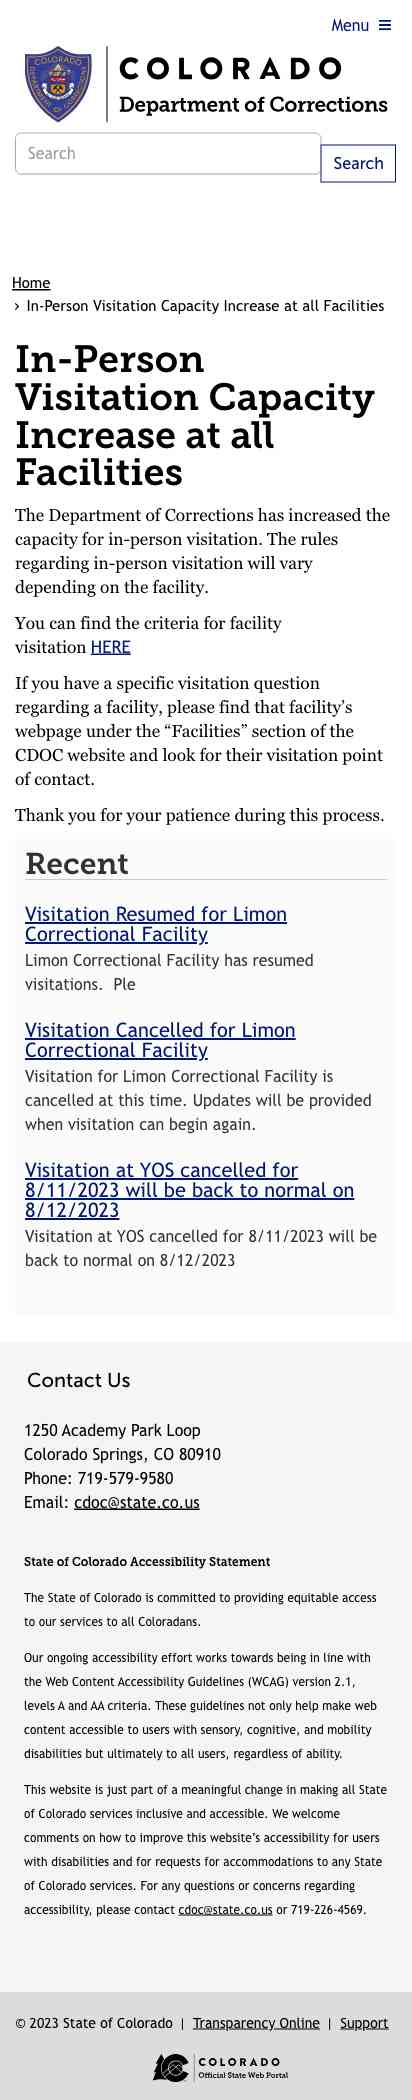 Menu ≡
COLORADO
COLORADO
Department of Corrections
Search
Search
Home
› In-Person Visitation Capacity Increase at all Facilities
In-Person
Visitation Capacity
Increase at all
Facilities
The Department of Corrections has increased the
capacity for in-person visitation. The rules
regarding in-person visitation will vary
depending on the facility.
You can find the criteria for facility
visitation HERE
If you have a specific visitation question
regarding a facility, please find that facility’s
webpage under the “Facilities” section of the
CDOC website and look for their visitation point
of contact.
Thank you for your patience during this process.
Recent
Visitation Resumed for Limon
Correctional Facility
Limon Correctional Facility has resumed
visitations.  Ple
Visitation Cancelled for Limon
Correctional Facility
Visitation for Limon Correctional Facility is
cancelled at this time. Updates will be provided
when visitation can begin again.
Visitation at YOS cancelled for
8/11/2023 will be back to normal on
8/12/2023
Visitation at YOS cancelled for 8/11/2023 will be
back to normal on 8/12/2023
Contact Us
1250 Academy Park Loop
Colorado Springs, CO 80910
Phone: 719-579-9580
Email: cdoc@state.co.us
State of Colorado Accessibility Statement
The State of Colorado is committed to providing equitable access
to our services to all Coloradans.
Our ongoing accessibility effort works towards being in line with
the Web Content Accessibility Guidelines (WCAG) version 2.1,
levels A and AA criteria. These guidelines not only help make web
content accessible to users with sensory, cognitive, and mobility
disabilities but ultimately to all users, regardless of ability.
This website is just part of a meaningful change in making all State
of Colorado services inclusive and accessible. We welcome
comments on how to improve this website’s accessibility for users
with disabilities and for requests for accommodations to any State
of Colorado services. For any questions or concerns regarding
accessibility, please contact cdoc@state.co.us or 719-226-4569.
© 2023 State of Colorado | Transparency Online | Support
COLORADO
Official State Web Portal